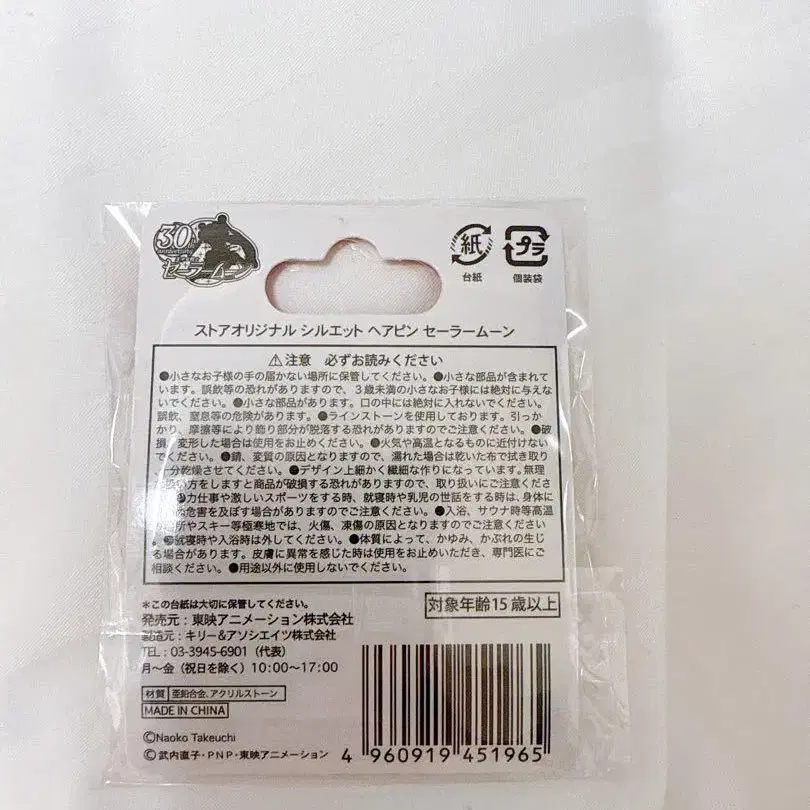 30th
anniversary
セーラームーン
紙
台紙
プラ
個装袋
ストアオリジナル シルエット ヘアピン セーラームーン
⚠注意 必ずお読みください
●小さなお子様の手の届かない場所に保管してください。●小さな部品が含まれて
います。誤飲等の恐れがありますので、3歳未満の小さなお子様には絶対に与えな
いでください。●小さな部品があります。口の中には絶対に入れないでください。
誤飲、窒息等の危険があります。●ラインストーンを使用しております。引っか
かり、摩擦等により飾り部分が脱落する恐れがありますのでご注意ください。●破
損、変形した場合は使用をお止めください。●火気や高温となるものに近付けない
でください。●錆、変質の原因となりますので、濡れた場合は乾いた布で拭き取り
十分乾燥させてください。●デザイン上細かく繊細な作りになっています。無理
な扱い方をしますと商品が破損する恐れがありますので、取り扱いにご注意くださ
力仕事や激しいスポーツをする時、就寝時や乳児の世話をする時は、身体に
危害を及ぼす場合がありますのでご注意ください。●入浴、サウナ時等高温
場所やスキー等極寒地では、火傷、凍傷の原因となりますのでご注意ください。
●就寝時や入浴時は外してください。●体質によって、かゆみ、かぶれの生じ
る場合があります。皮膚に異常を感じた時は使用をお止めいただき、専門医にご
相談ください。●用途以外に使用しないでください。
＊この台紙は大切に保管してください。
対象年齢15歳以上
発売元：東映アニメーション株式会社
製造元：キリー&アソシエイツ株式会社
TEL：03-3945-6901（代表）
月～金（祝日を除く）10:00～17:00
材質 亜鉛合金、アクリルストーン
MADE IN CHINA
©Naoko Takeuchi
©武内直子・PNP・東映アニメーション
4 960919 451965